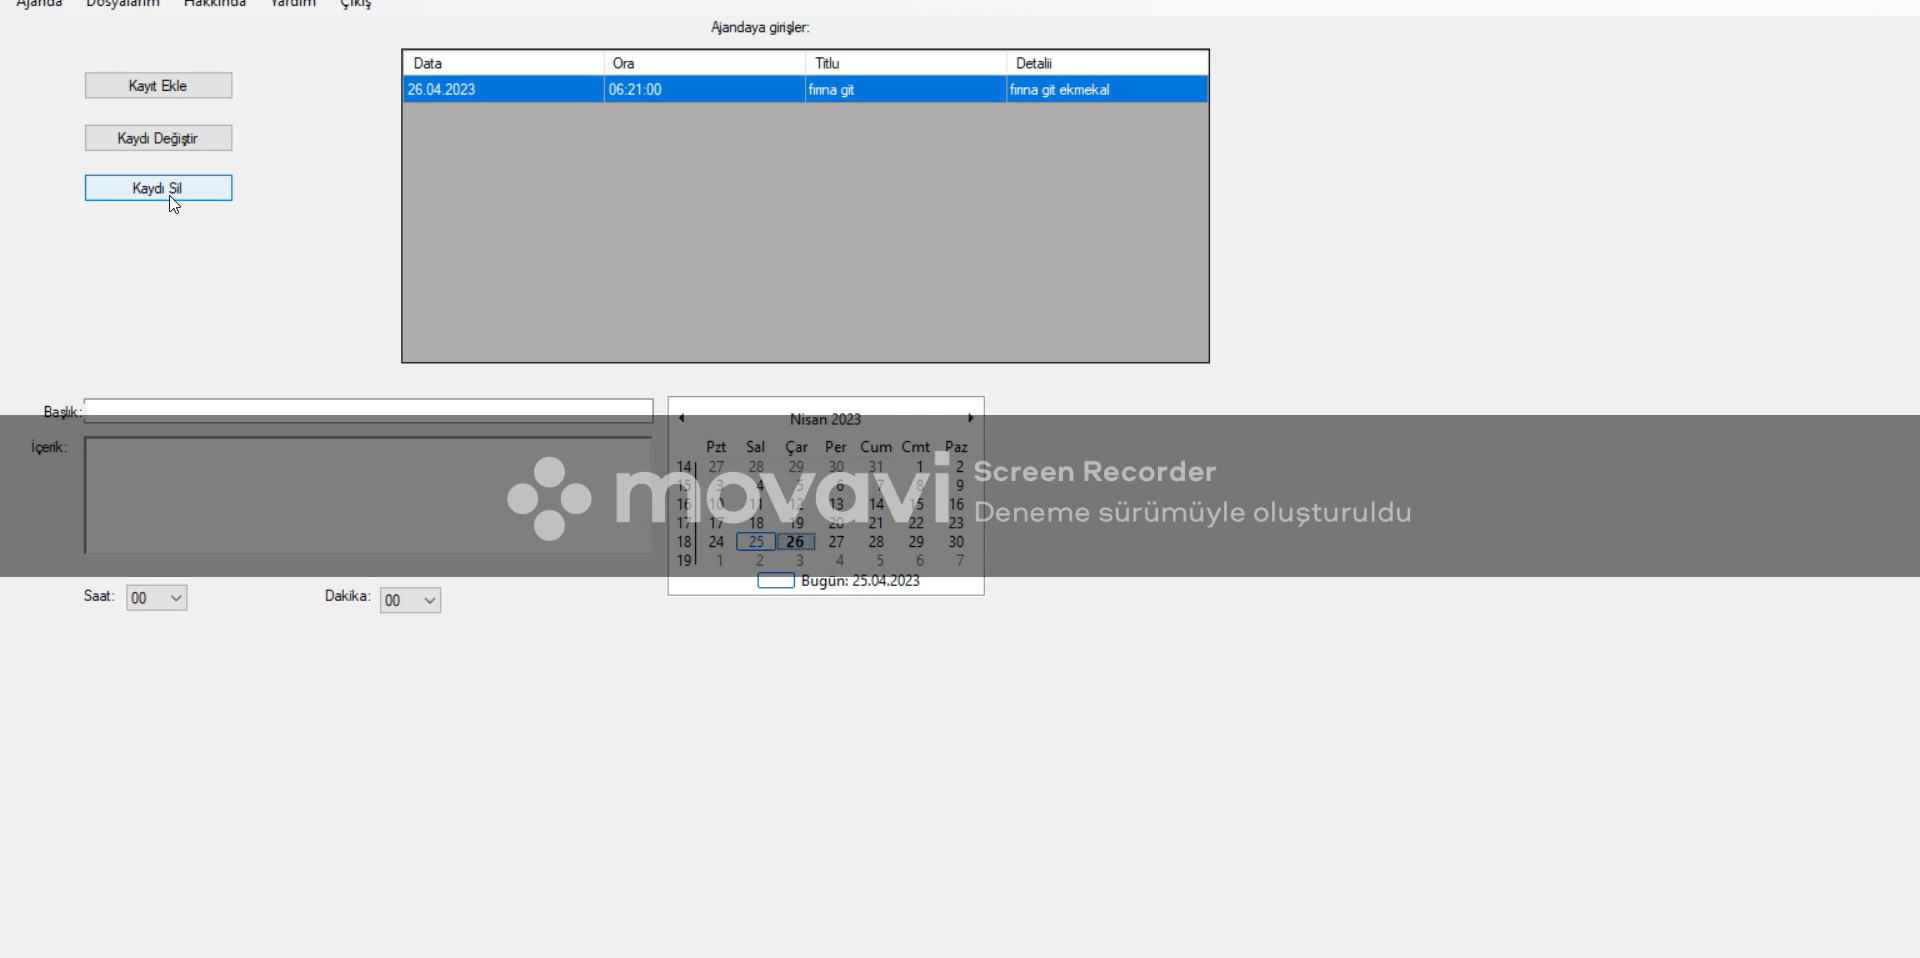 Ajanda Dosyalarım Hakkında Yardım Çıkış
Ajandaya girişler:
Data Ora Titlu Detalii
26.04.2023 06:21:00 fırına git fırına git ekmekal
Kayıt Ekle
Kaydı Değiştir
Kaydı Sil
Başlık:
İçerik:
Nisan 2023
Pzt Sal Çar Per Cum Cmt Paz
14 27 28 29 30 31 1 2
15 3 4 5 6 7 8 9
16 10 11 12 13 14 15 16
17 17 18 19 20 21 22 23
18 24 25 26 27 28 29 30
19 1 2 3 4 5 6 7
Bugün: 25.04.2023
movavi
Screen Recorder
Deneme sürümüyle oluşturuldu
Saat: 00 Dakika: 00